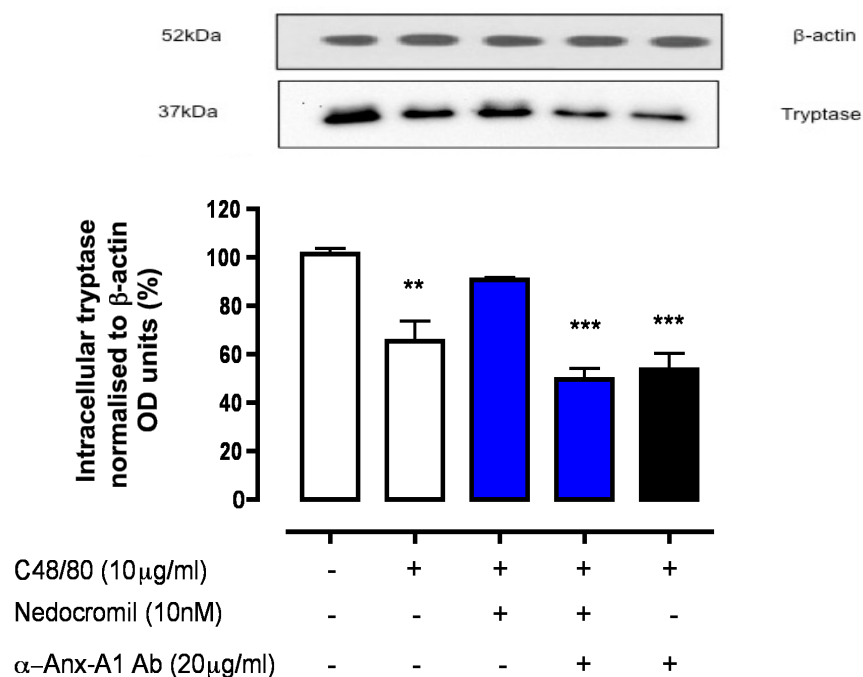 52kDa β-actin
37kDa Tryptase
Intracellular tryptase
normalised to β-actin
OD units (%)
120
100
80
60
40
20
0
**
***
***
C48/80 (10μg/ml) - + + + +
Nedocromil (10nM) - - + + -
α–Anx-A1 Ab (20μg/ml) - - - + +